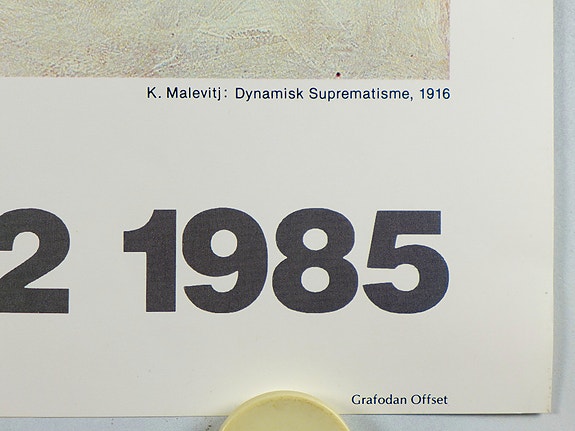 K. Malevitj: Dynamisk Suprematisme, 1916
2 1985
Grafodan Offset